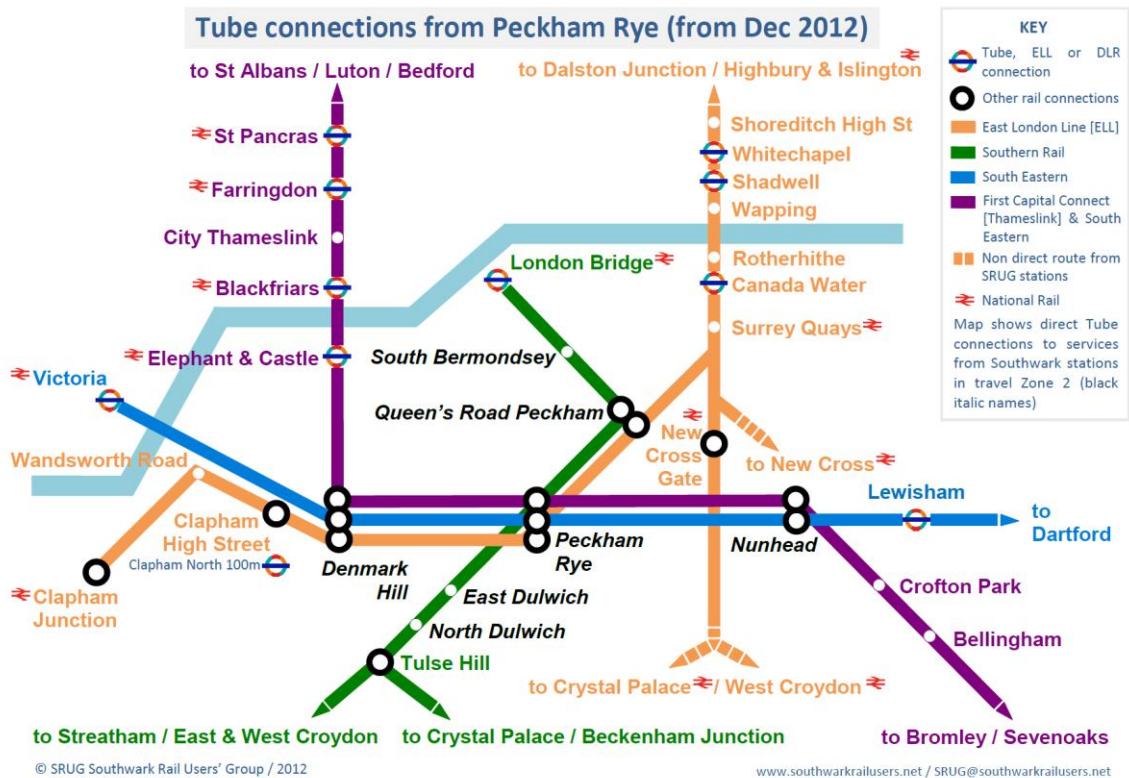 Tube connections from Peckham Rye (from Dec 2012)
to St Albans / Luton / Bedford
to Dalston Junction / Highbury & Islington
St Pancras
Farringdon
City Thameslink
Blackfriars
Elephant & Castle
Victoria
Wandsworth Road
Clapham
High Street
Clapham North 100m
Clapham
Junction
London Bridge
South Bermondsey
Queen's Road Peckham
Shoreditch High St
Whitechapel
Shadwell
Wapping
Rotherhithe
Canada Water
Surrey Quays
New
Cross
Gate
to New Cross
Lewisham
to
Dartford
Denmark
Hill
Peckham
Rye
Nunhead
East Dulwich
North Dulwich
Tulse Hill
Crofton Park
Bellingham
to Crystal Palace / West Croydon
to Streatham / East & West Croydon
to Crystal Palace / Beckenham Junction
to Bromley / Sevenoaks
KEY
Tube, ELL or DLR
connection
Other rail connections
East London Line [ELL]
Southern Rail
South Eastern
First Capital Connect
[Thameslink] & South
Eastern
Non direct route from
SRUG stations
National Rail
Map shows direct Tube
connections to services
from Southwark stations
in travel Zone 2 (black
italic names)
© SRUG Southwark Rail Users' Group / 2012
www.southwarkrailusers.net / SRUG@southwarkrailusers.net